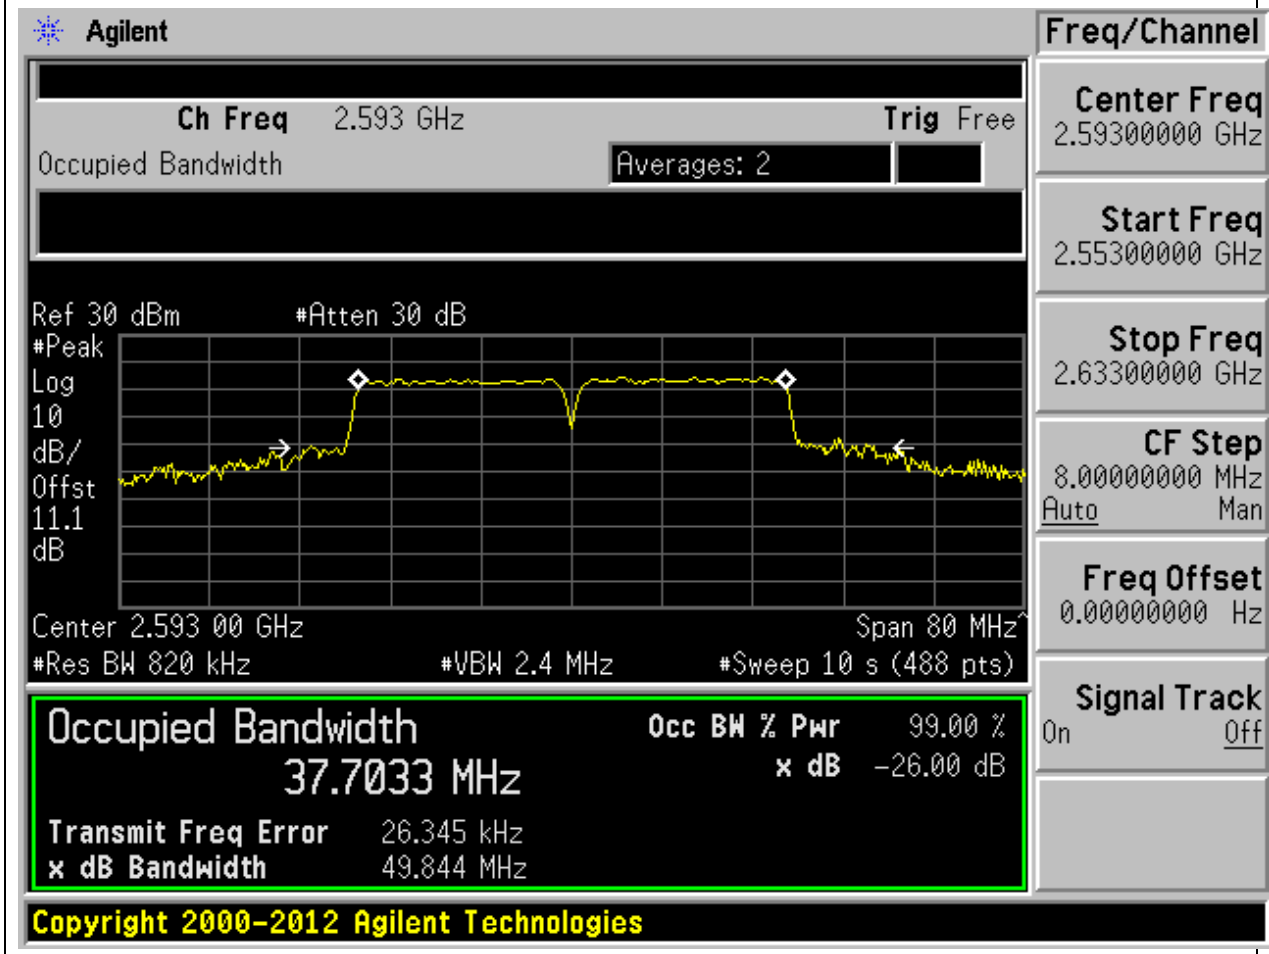 Agilent
Freq/Channel
Ch Freq 2.593 GHz Trig Free
Occupied Bandwidth Averages: 2
Center Freq
2.59300000 GHz
Start Freq
2.55300000 GHz
Stop Freq
2.63300000 GHz
CF Step
8.00000000 MHz
Auto Man
Freq Offset
0.00000000 Hz
Signal Track
On Off
Ref 30 dBm #Atten 30 dB
#Peak
Log
10
dB/
Offst
11.1
dB
Center 2.593 00 GHz Span 80 MHz^
#Res BW 820 kHz #VBW 2.4 MHz #Sweep 10 s (488 pts)
Occupied Bandwidth Occ BW % Pwr 99.00 %
37.7033 MHz x dB -26.00 dB
Transmit Freq Error 26.345 kHz
x dB Bandwidth 49.844 MHz
Copyright 2000-2012 Agilent Technologies